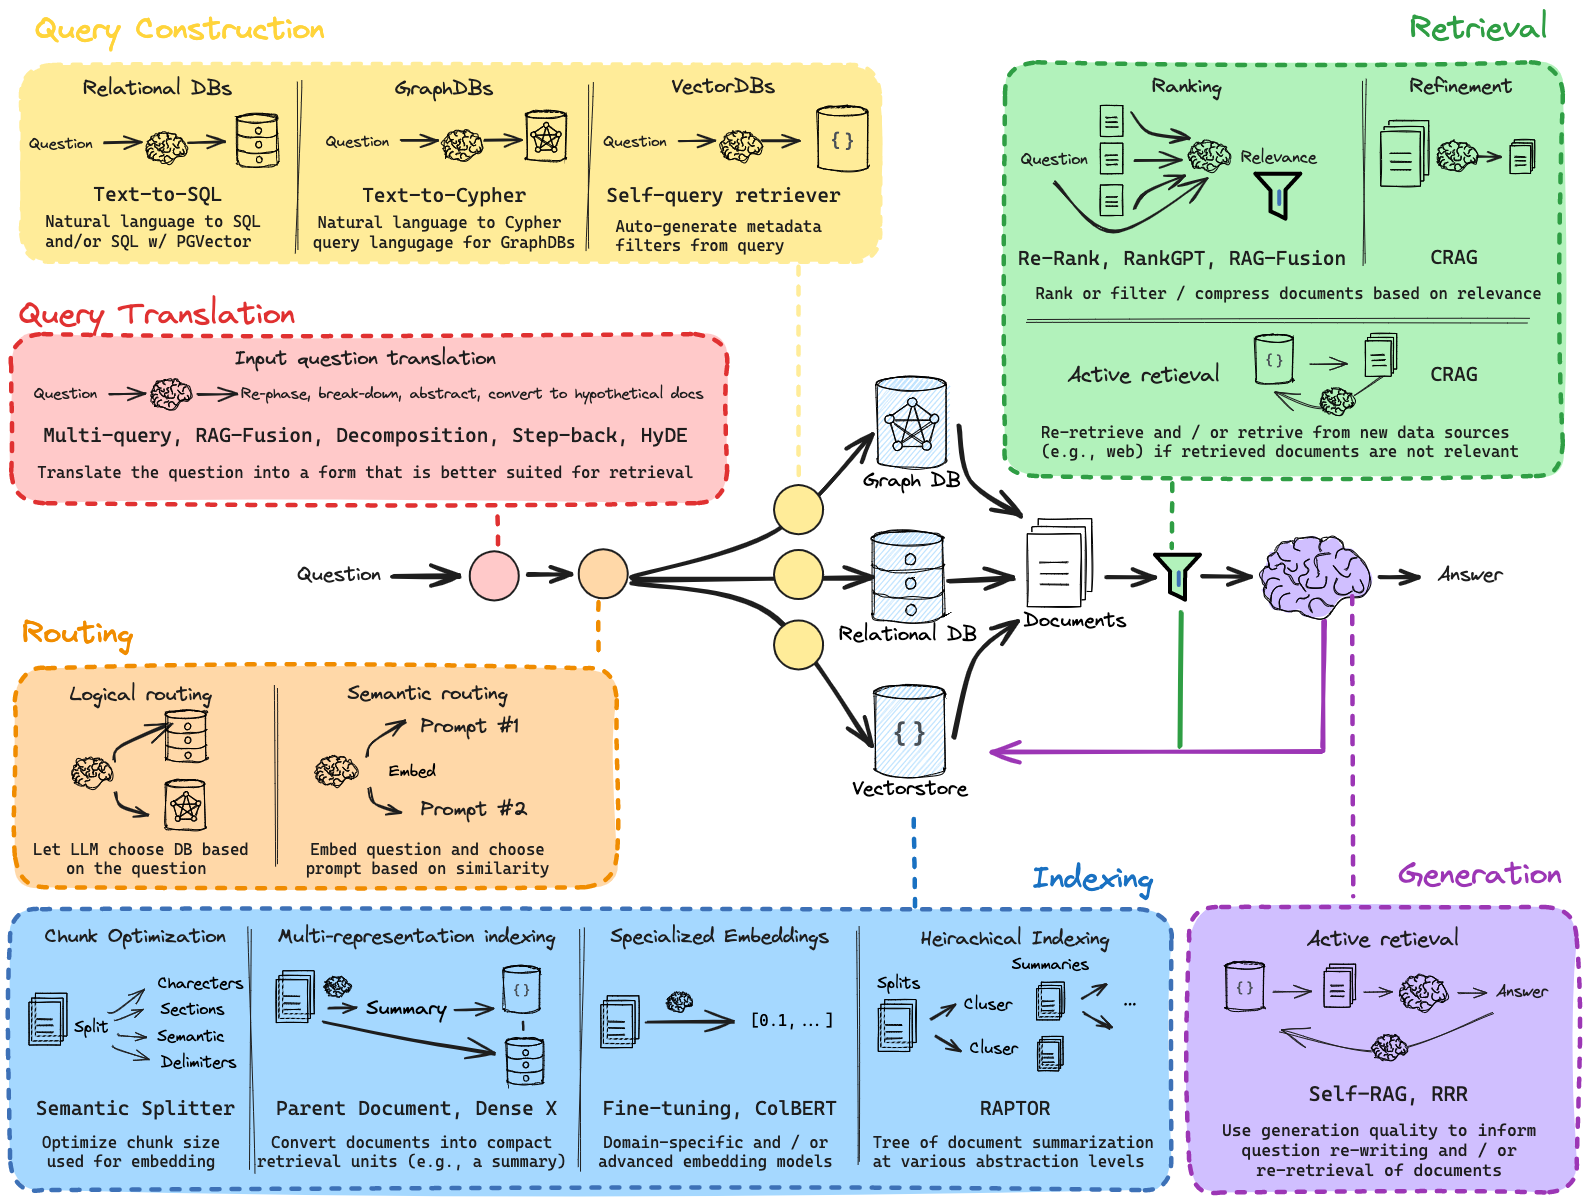 Query Construction
Relational DBs
Question
Text-to-SQL
Natural language to SQL
and/or SQL w/ PGVector
GraphDBs
Question
Text-to-Cypher
Natural language to Cypher
query langugage for GraphDBs
VectorDBs
Question
{}
Self-query retriever
Auto-generate metadata
filters from query
Retrieval
Ranking
Question
Relevance
Re-Rank, RankGPT, RAG-Fusion
Refinement
CRAG
Rank or filter / compress documents based on relevance
Active retieval
{}
CRAG
Re-retrieve and / or retrive from new data sources
(e.g., web) if retrieved documents are not relevant
Query Translation
Input question translation
Question
Re-phase, break-down, abstract, convert to hypothetical docs
Multi-query, RAG-Fusion, Decomposition, Step-back, HyDE
Translate the question into a form that is better suited for retrieval
Question
Graph DB
Relational DB
{}
Vectorstore
Documents
Answer
Routing
Logical routing
Let LLM choose DB based
on the question
Semantic routing
Prompt #1
Embed
Prompt #2
Embed question and choose
prompt based on similarity
Indexing
Chunk Optimization
Split
Charecters
Sections
Semantic
Delimiters
Semantic Splitter
Optimize chunk size
used for embedding
Multi-representation indexing
Summary
{}
Parent Document, Dense X
Convert documents into compact
retrieval units (e.g., a summary)
Specialized Embeddings
[0.1, ...]
Fine-tuning, ColBERT
Domain-specific and / or
advanced embedding models
Heirachical Indexing
Summaries
Splits
Cluser
Cluser
...
RAPTOR
Tree of document summarization
at various abstraction levels
Generation
Active retieval
{}
Answer
Self-RAG, RRR
Use generation quality to inform
question re-writing and / or
re-retrieval of documents